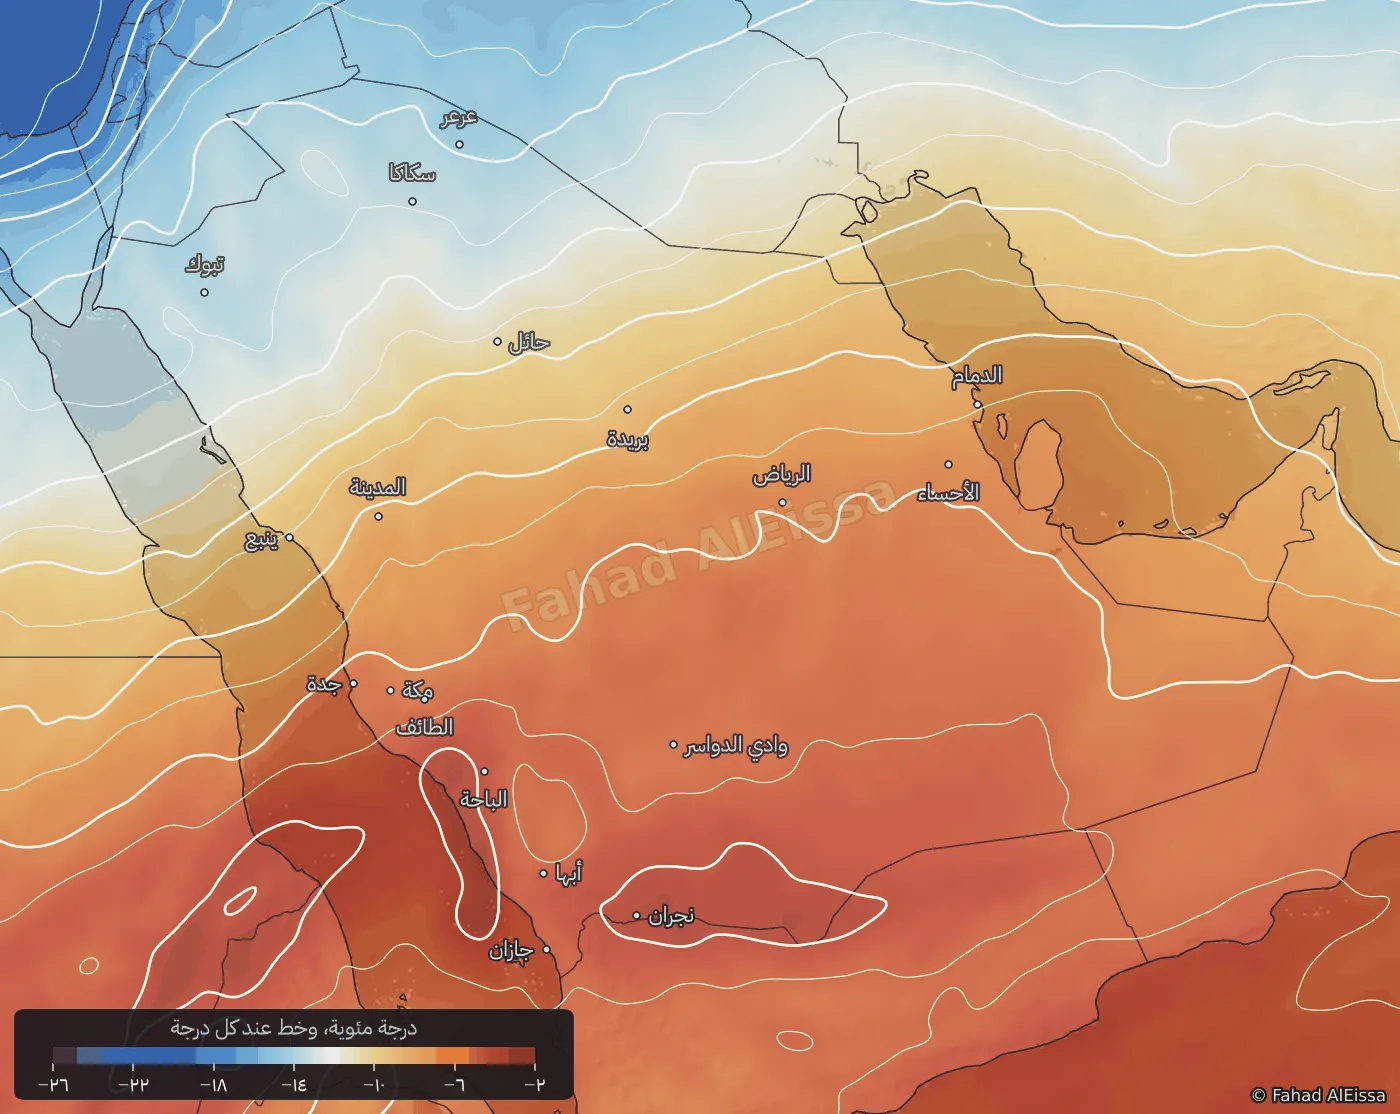 عرعر
سكاكا
تبوك
حائل
الدمام
بريدة
الرياض
المدينة
الأحساء
ينبع
Fahad AlEissa
جدة
مكة
الطائف
وادي الدواسر
الباحة
أبها
نجران
جازان
درجة مئوية، وخط عند كل درجة
−٢٦ −٢٢ −١٨ −١٤ −١٠ −٦ −٢
© Fahad AlEissa